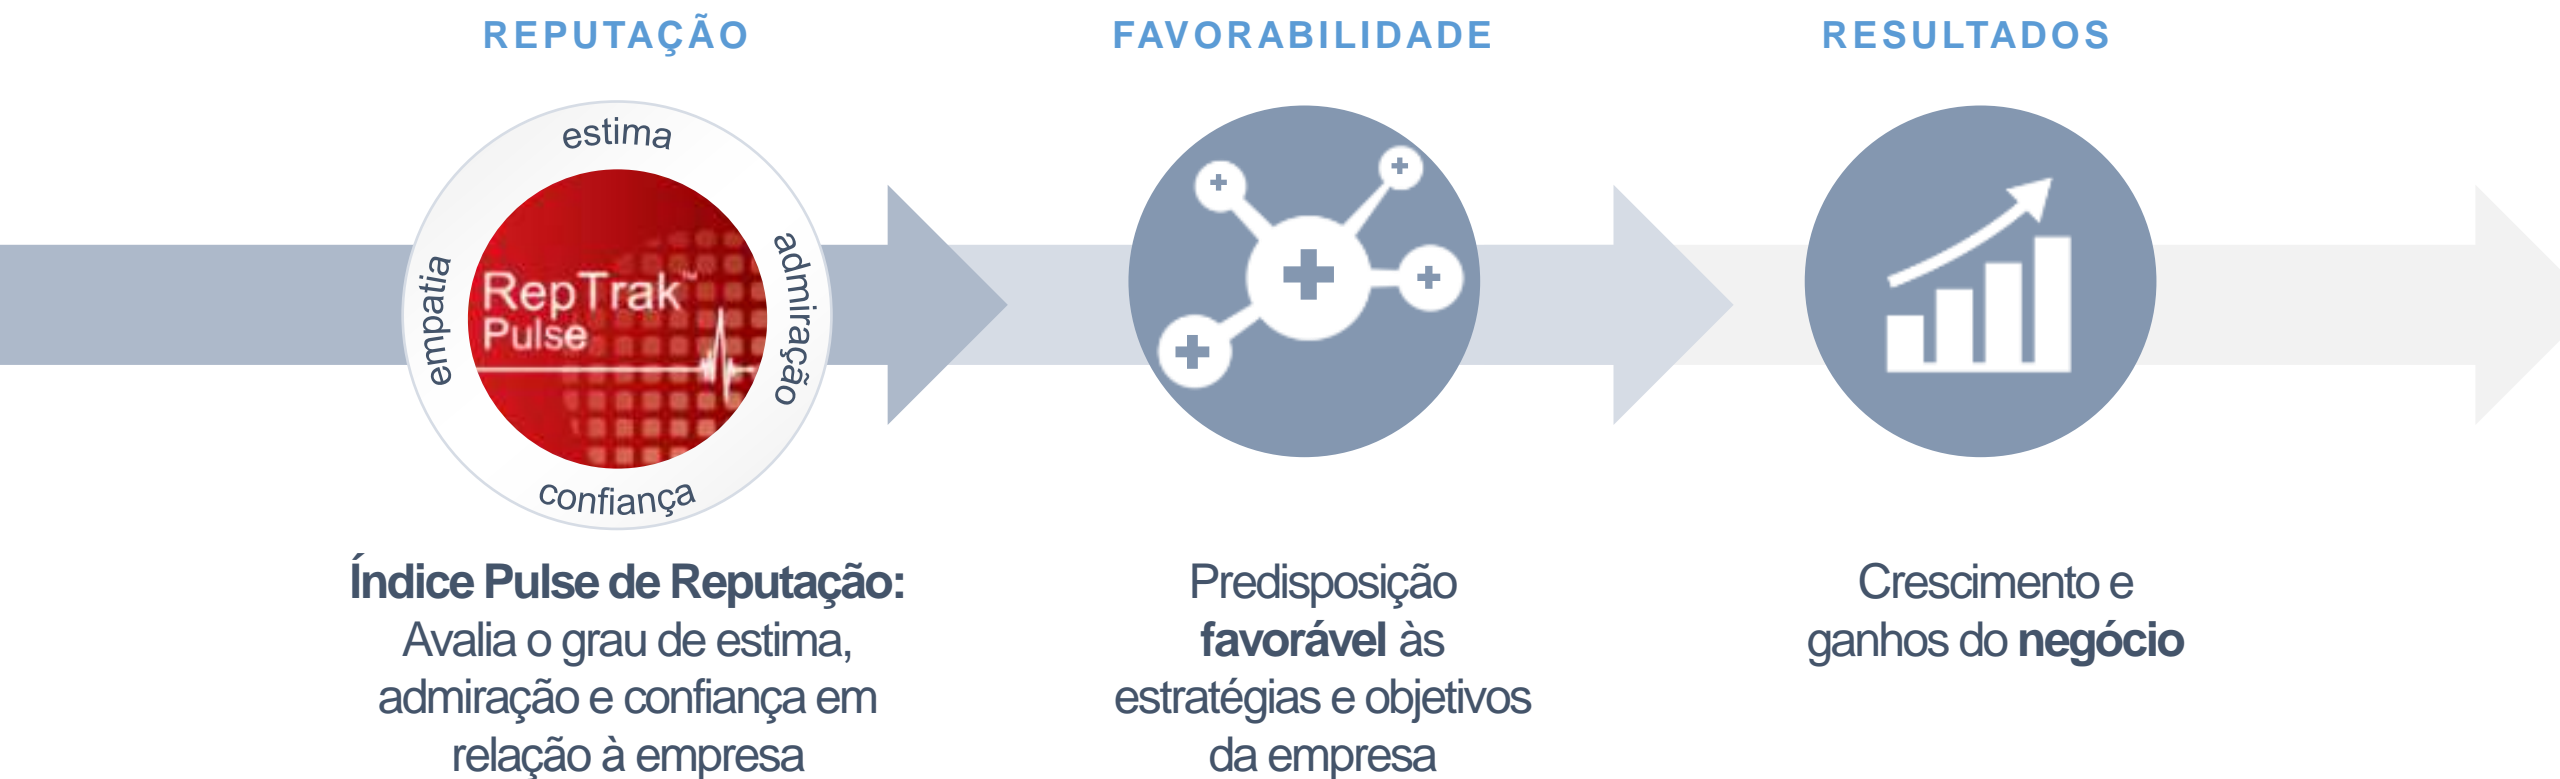 REPUTAÇÃO
FAVORABILIDADE
RESULTADOS
estima
empatia
admiração
confiança
RepTrak™
Pulse
Índice Pulse de Reputação:
Avalia o grau de estima,
admiração e confiança em
relação à empresa
Predisposição
favorável às
estratégias e objetivos
da empresa
Crescimento e
ganhos do negócio